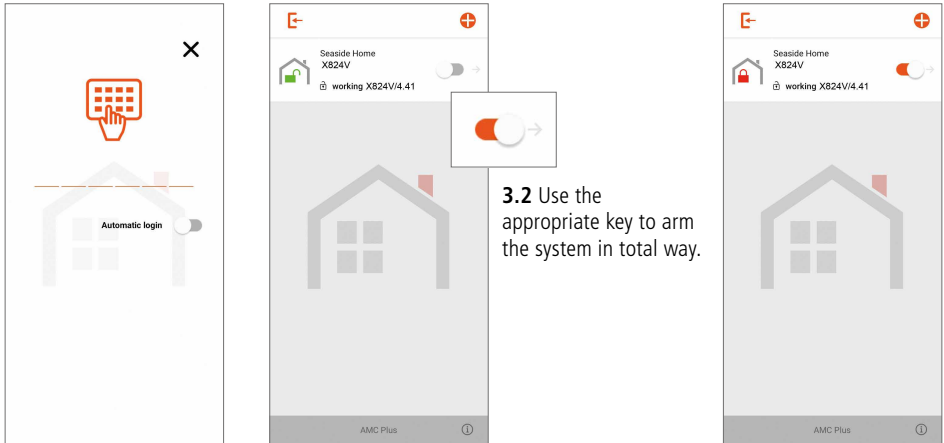 Automatic login
Seaside Home
X824V
working X824V/4.41
AMC Plus
3.2 Use the
appropriate key to arm
the system in total way.
Seaside Home
X824V
working X824V/4.41
AMC Plus